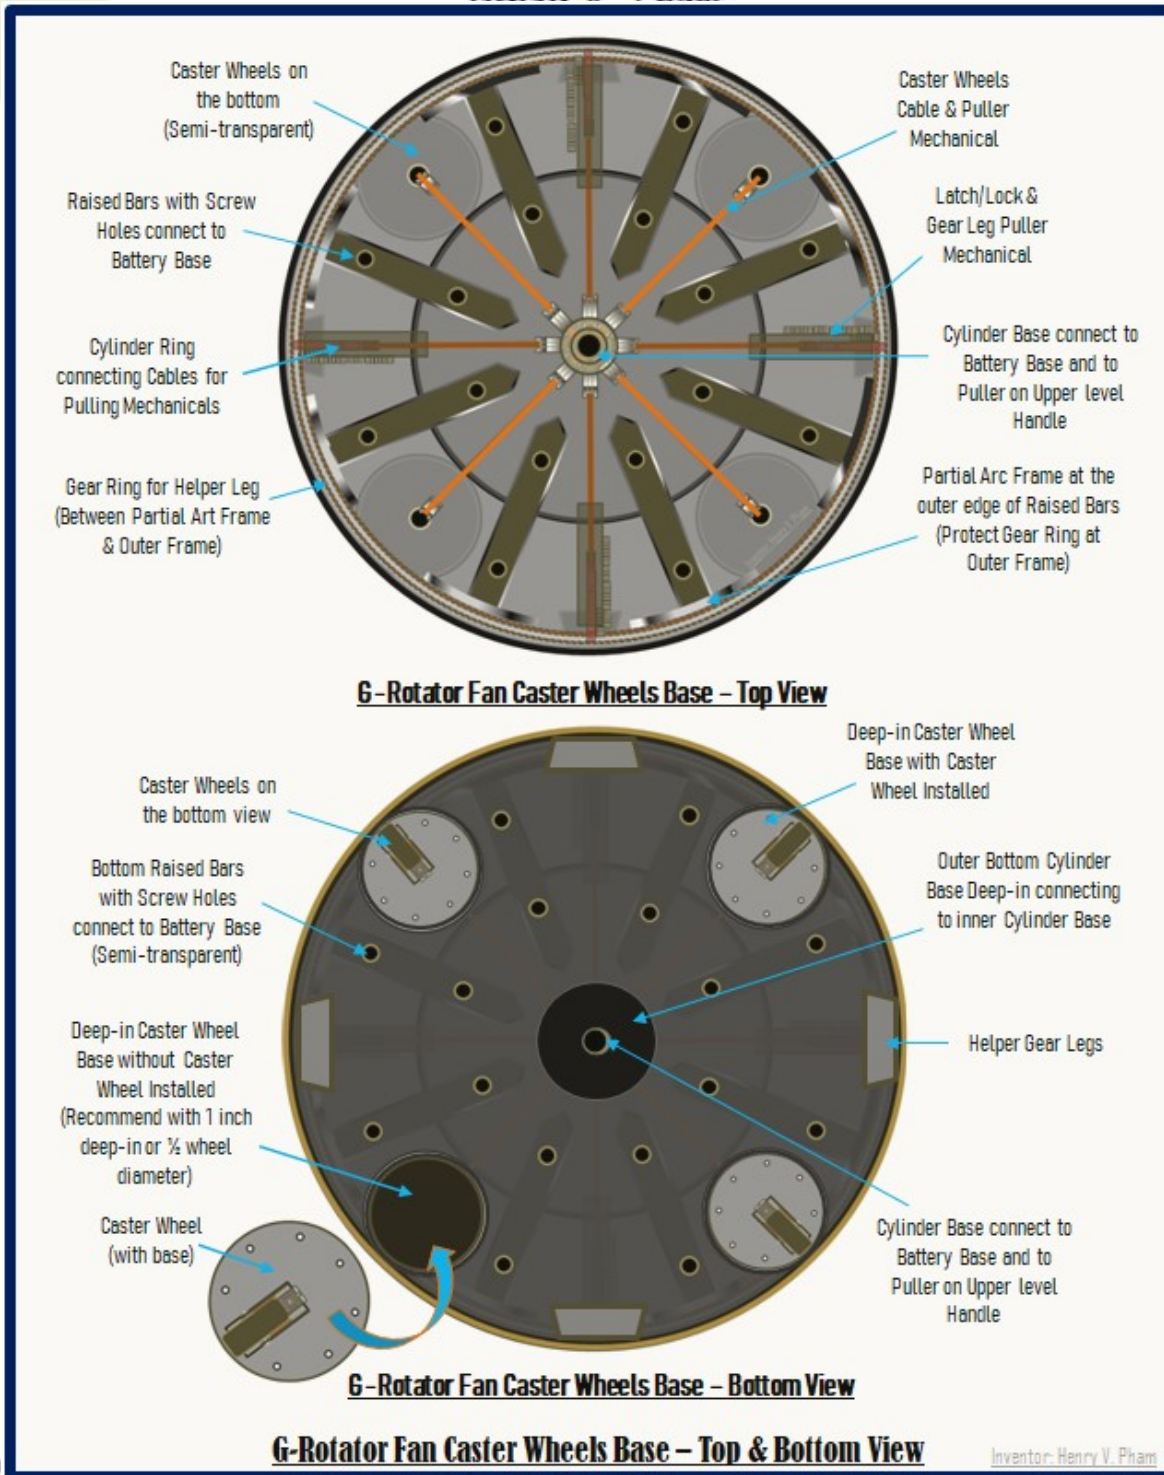 Caster Wheels on
the bottom
(Semi-transparent)
Caster Wheels
Cable & Puller
Mechanical
Raised Bars with Screw
Holes connect to
Battery Base
Latch/Lock &
Gear Leg Puller
Mechanical
Cylinder Ring
connecting Cables for
Pulling Mechanicals
Cylinder Base connect to
Battery Base and to
Puller on Upper level
Handle
Gear Ring for Helper Leg
(Between Partial Art Frame
& Outer Frame)
Partial Arc Frame at the
outer edge of Raised Bars
(Protect Gear Ring at
Outer Frame)
G-Rotator Fan Caster Wheels Base – Top View
Deep-in Caster Wheel
Base with Caster
Wheel Installed
Caster Wheels on
the bottom view
Bottom Raised Bars
with Screw Holes
connect to Battery Base
(Semi-transparent)
Outer Bottom Cylinder
Base Deep-in connecting
to inner Cylinder Base
Deep-in Caster Wheel
Base without Caster
Wheel Installed
(Recommend with 1 inch
deep-in or ½ wheel
diameter)
Helper Gear Legs
Caster Wheel
(with base)
Cylinder Base connect to
Battery Base and to
Puller on Upper level
Handle
G-Rotator Fan Caster Wheels Base – Bottom View
G-Rotator Fan Caster Wheels Base – Top & Bottom View
Inventor: Henry V. Pham